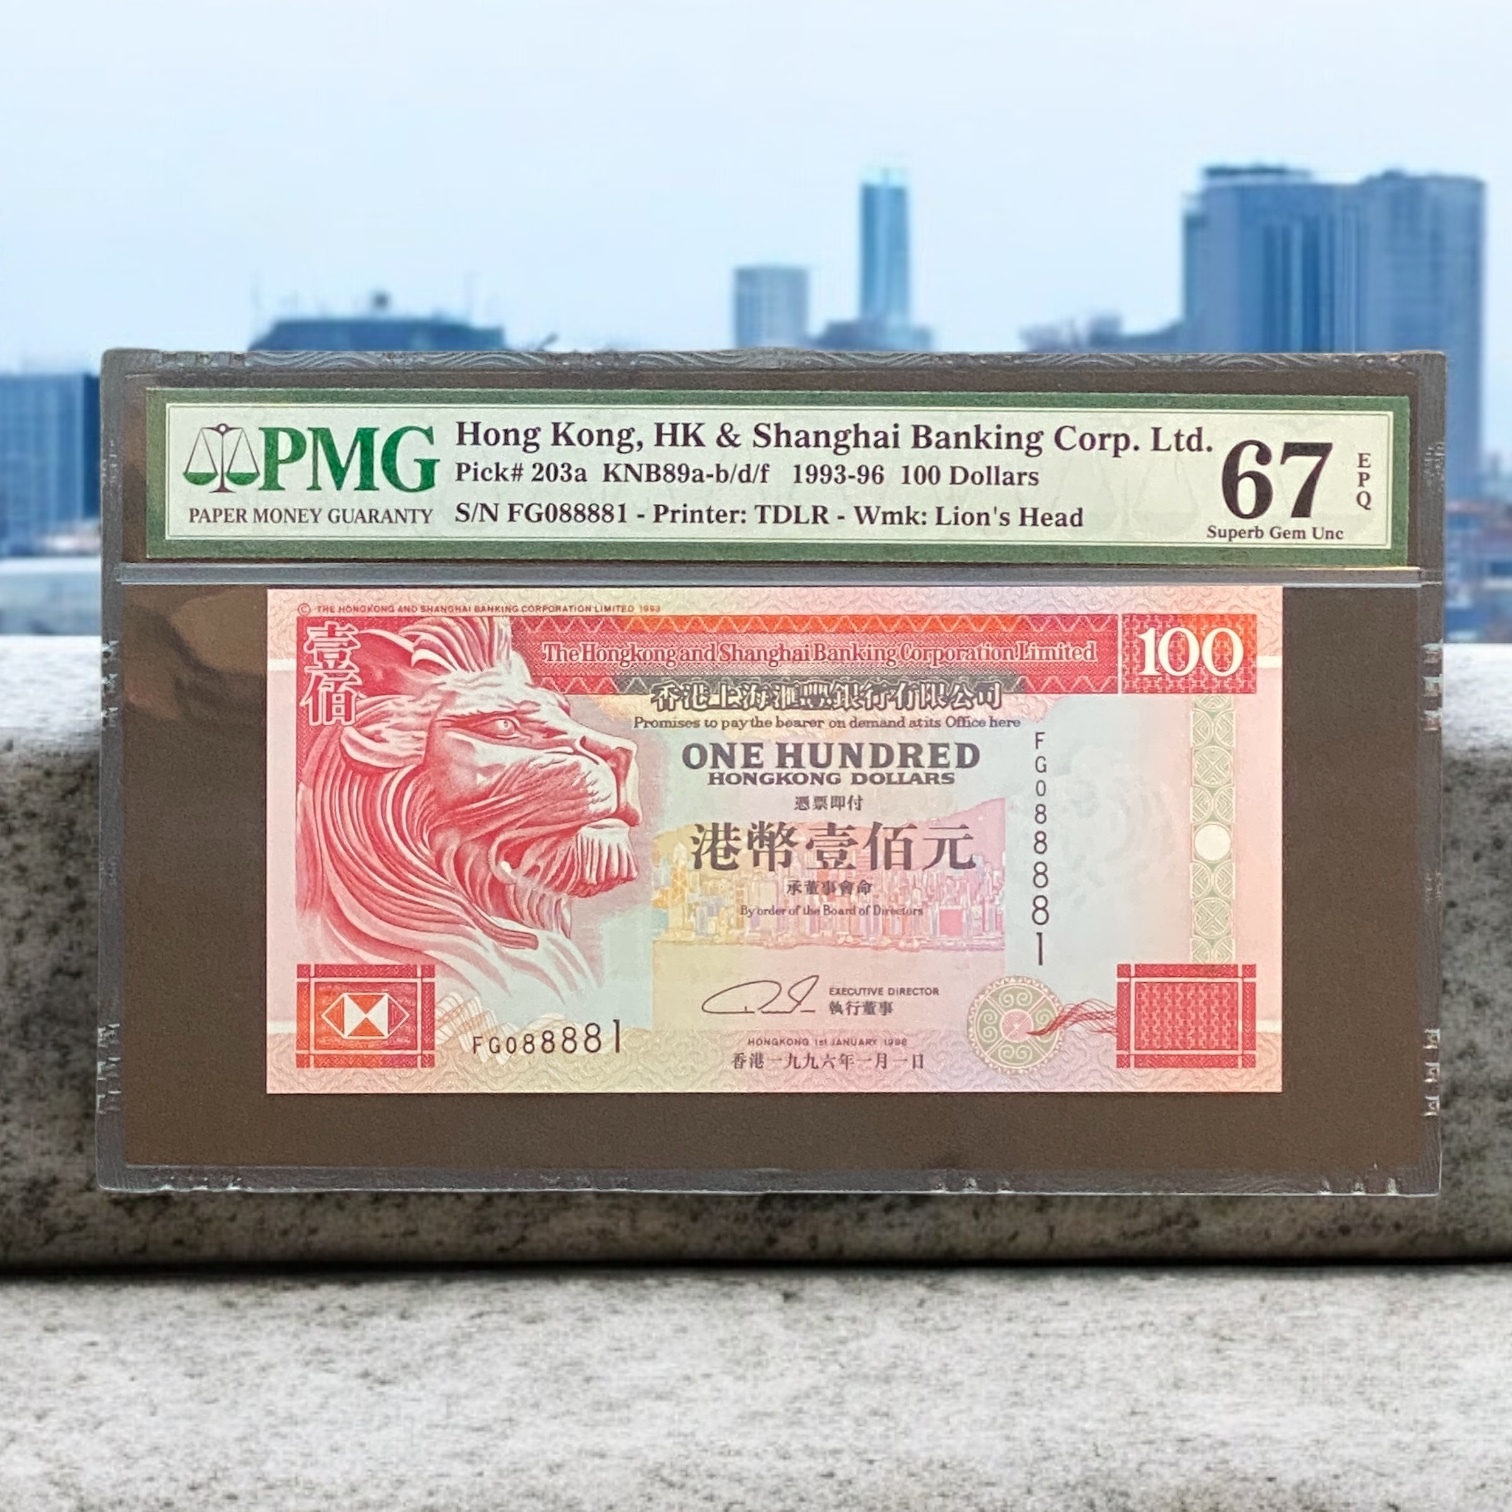 PMG
PAPER MONEY GUARANTY
Hong Kong, HK & Shanghai Banking Corp. Ltd.
Pick# 203a KNB89a-b/d/f 1993-96 100 Dollars
S/N FG088881 - Printer: TDLR - Wmk: Lion's Head
67
EPQ
Superb Gem Unc
© THE HONGKONG AND SHANGHAI BANKING CORPORATION LIMITED 1993
壹佰
The Hongkong and Shanghai Banking Corporation Limited
100
香港上海滙豐銀行有限公司
Promises to pay the bearer on demand at its Office here
ONE HUNDRED
HONGKONG DOLLARS
憑票即付
港幣壹佰元
承董事會命
By order of the Board of Directors
FG088881
EXECUTIVE DIRECTOR
執行董事
FG088881
HONGKONG 1st JANUARY 1996
香港一九九六年一月一日